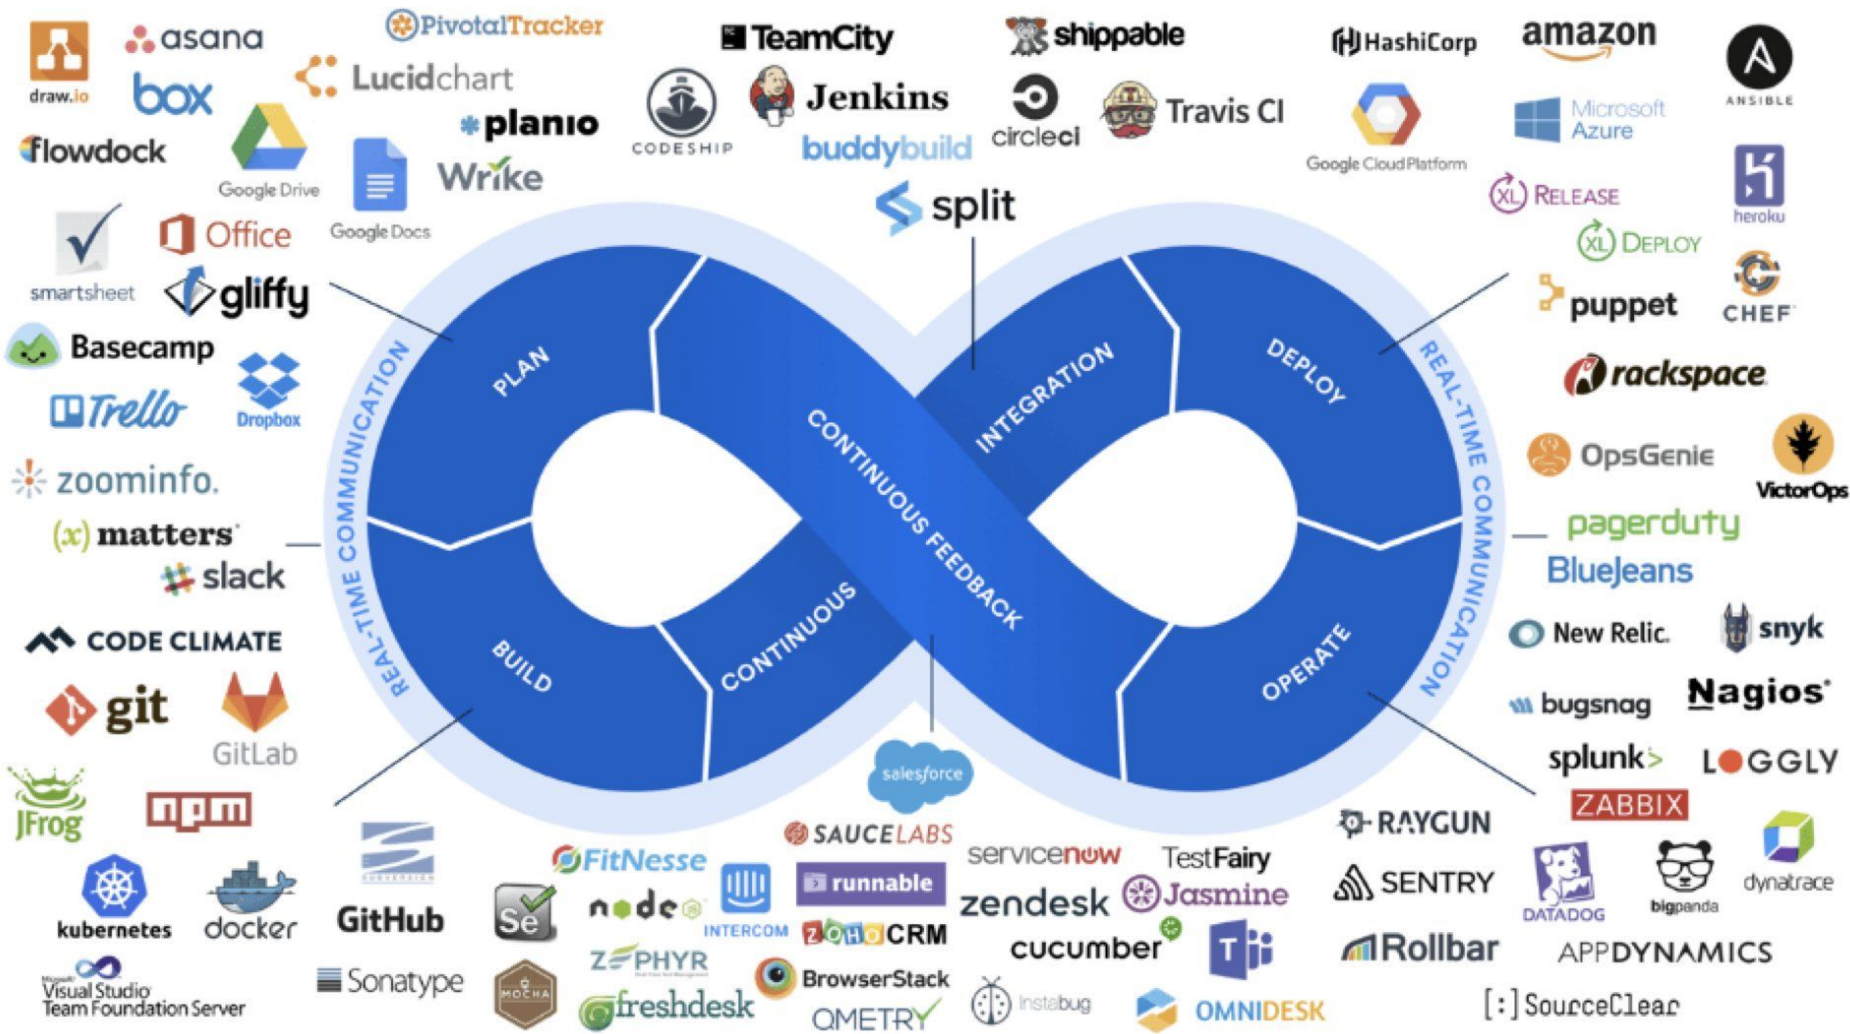 draw.io
asana
PivotalTracker
box
Lucidchart
flowdock
Google Drive
planio
Google Docs
Wrike
smartsheet
Office
gliffy
Basecamp
Trello
Dropbox
zoominfo.
(x) matters
slack
TeamCity
shippable
CODESHIP
Jenkins
circleci
Travis CI
buddybuild
split
HashiCorp
amazon
ANSIBLE
Google Cloud Platform
Microsoft
Azure
XL RELEASE
heroku
XL DEPLOY
puppet
CHEF
rackspace
OpsGenie
VictorOps
pagerduty
BlueJeans
REAL-TIME COMMUNICATION
PLAN
BUILD
CONTINUOUS
INTEGRATION
CONTINUOUS FEEDBACK
DEPLOY
OPERATE
REAL-TIME COMMUNICATION
CODE CLIMATE
git
GitLab
JFrog
npm
kubernetes
docker
SUBVERSION
GitHub
Microsoft
Visual Studio
Team Foundation Server
Sonatype
salesforce
SAUCELABS
FitNesse
Se
node
JS
INTERCOM
runnable
ZOHO CRM
ZEPHYR
MOCHA
freshdesk
BrowserStack
QMETRY
servicenow
TestFairy
zendesk
Jasmine
cucumber
T
Instabug
OMNIDESK
New Relic.
snyk
bugsnag
Nagios
splunk>
LOGGLY
ZABBIX
RAYGUN
SENTRY
DATADOG
bigpanda
dynatrace
Rollbar
APPDYNAMICS
[:]SourceClear